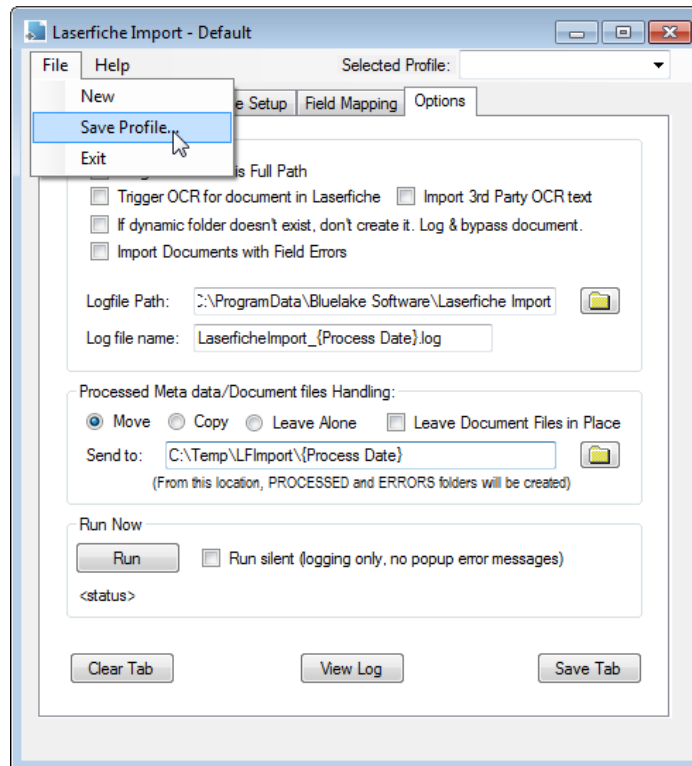 Laserfiche Import - Default
File Help Selected Profile:
New
Save Profile...
Exit
e Setup Field Mapping Options
is Full Path
Trigger OCR for document in Laserfiche Import 3rd Party OCR text
If dynamic folder doesn't exist, don't create it. Log & bypass document.
Import Documents with Field Errors
Logfile Path: C:\ProgramData\Bluelake Software\Laserfiche Import
Log file name: LaserficheImport_{Process Date}.log
Processed Meta data/Document files Handling:
Move Copy Leave Alone Leave Document Files in Place
Send to: C:\Temp\LFImport\{Process Date}
(From this location, PROCESSED and ERRORS folders will be created)
Run Now
Run Run silent (logging only, no popup error messages)
<status>
Clear Tab View Log Save Tab